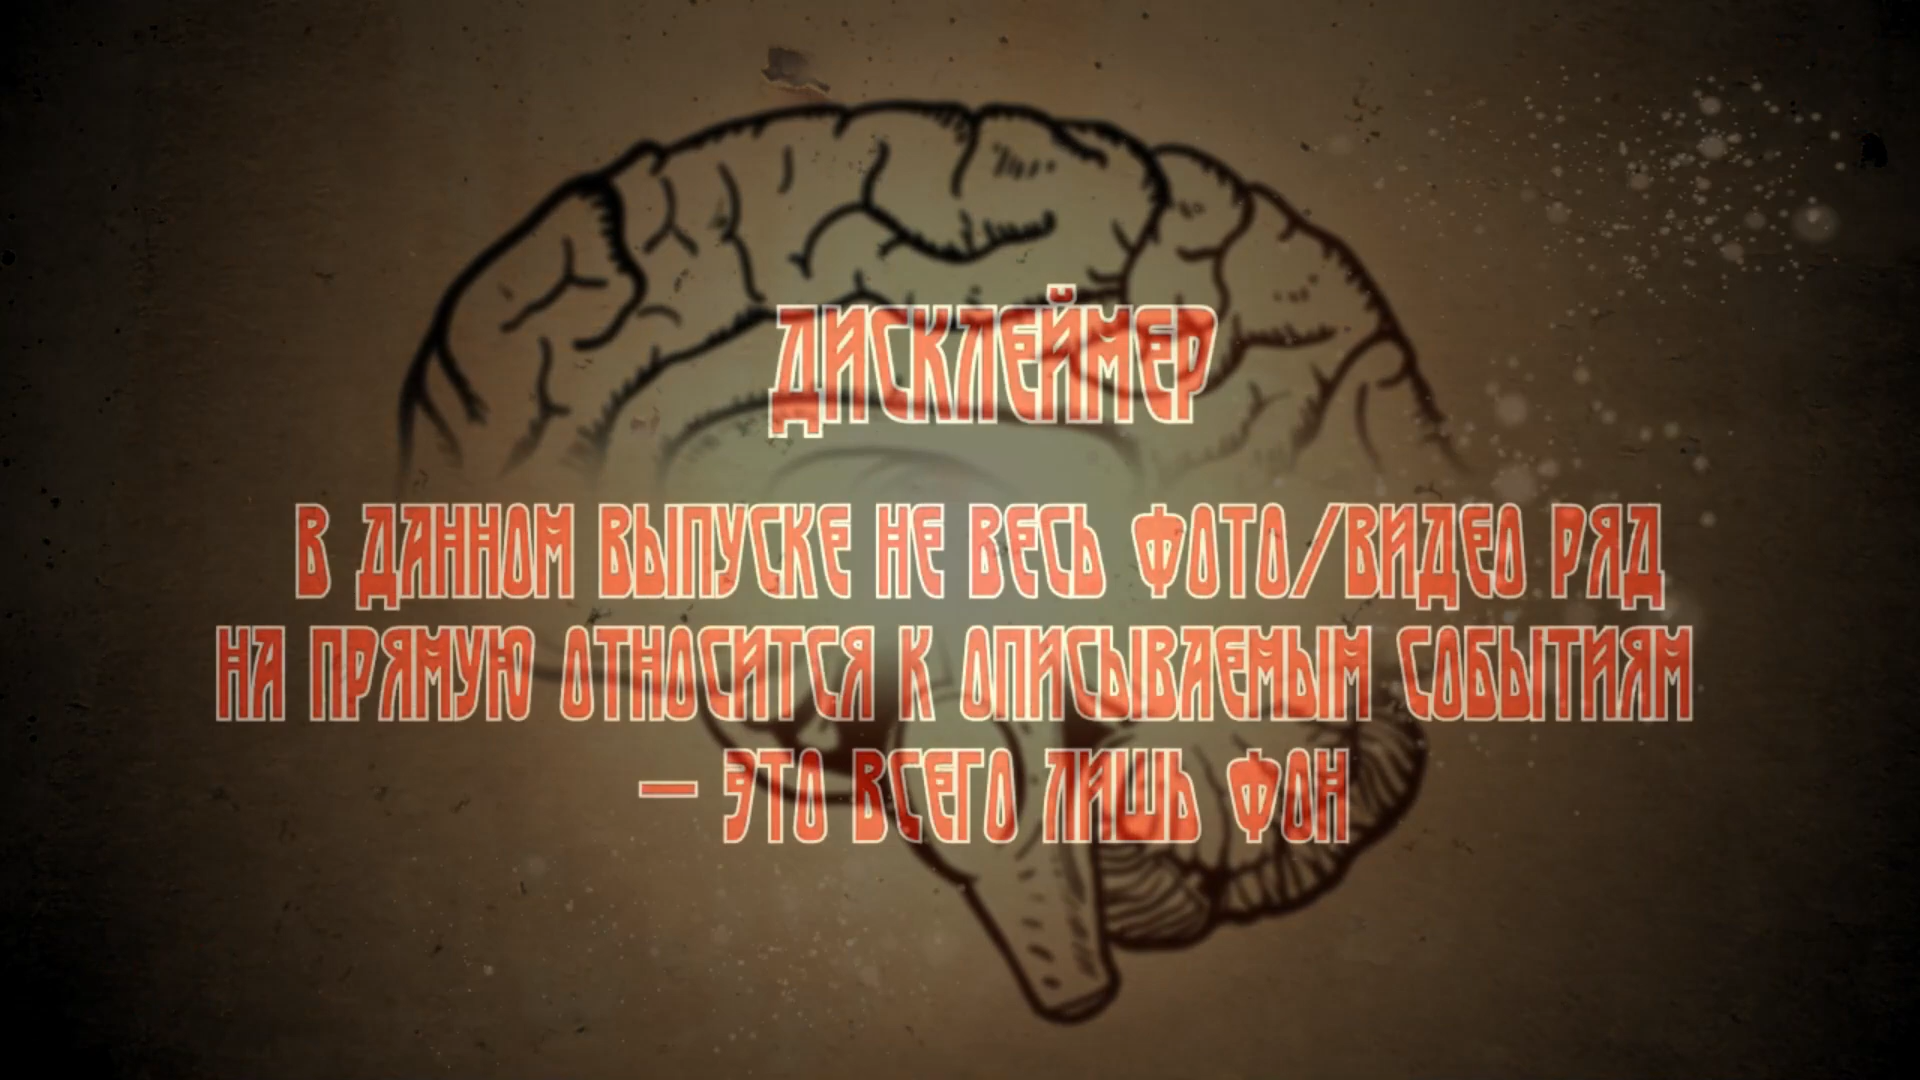 ДИСКЛЕЙМЕР
В ДАННОМ ВЫПУСКЕ НЕ ВЕСЬ ФОТО/ВИДЕО РЯД
НА ПРЯМУЮ ОТНОСИТСЯ К ОПИСЫВАЕМЫМ СОБЫТИЯМ
— ЭТО ВСЕГО ЛИШЬ ФОН